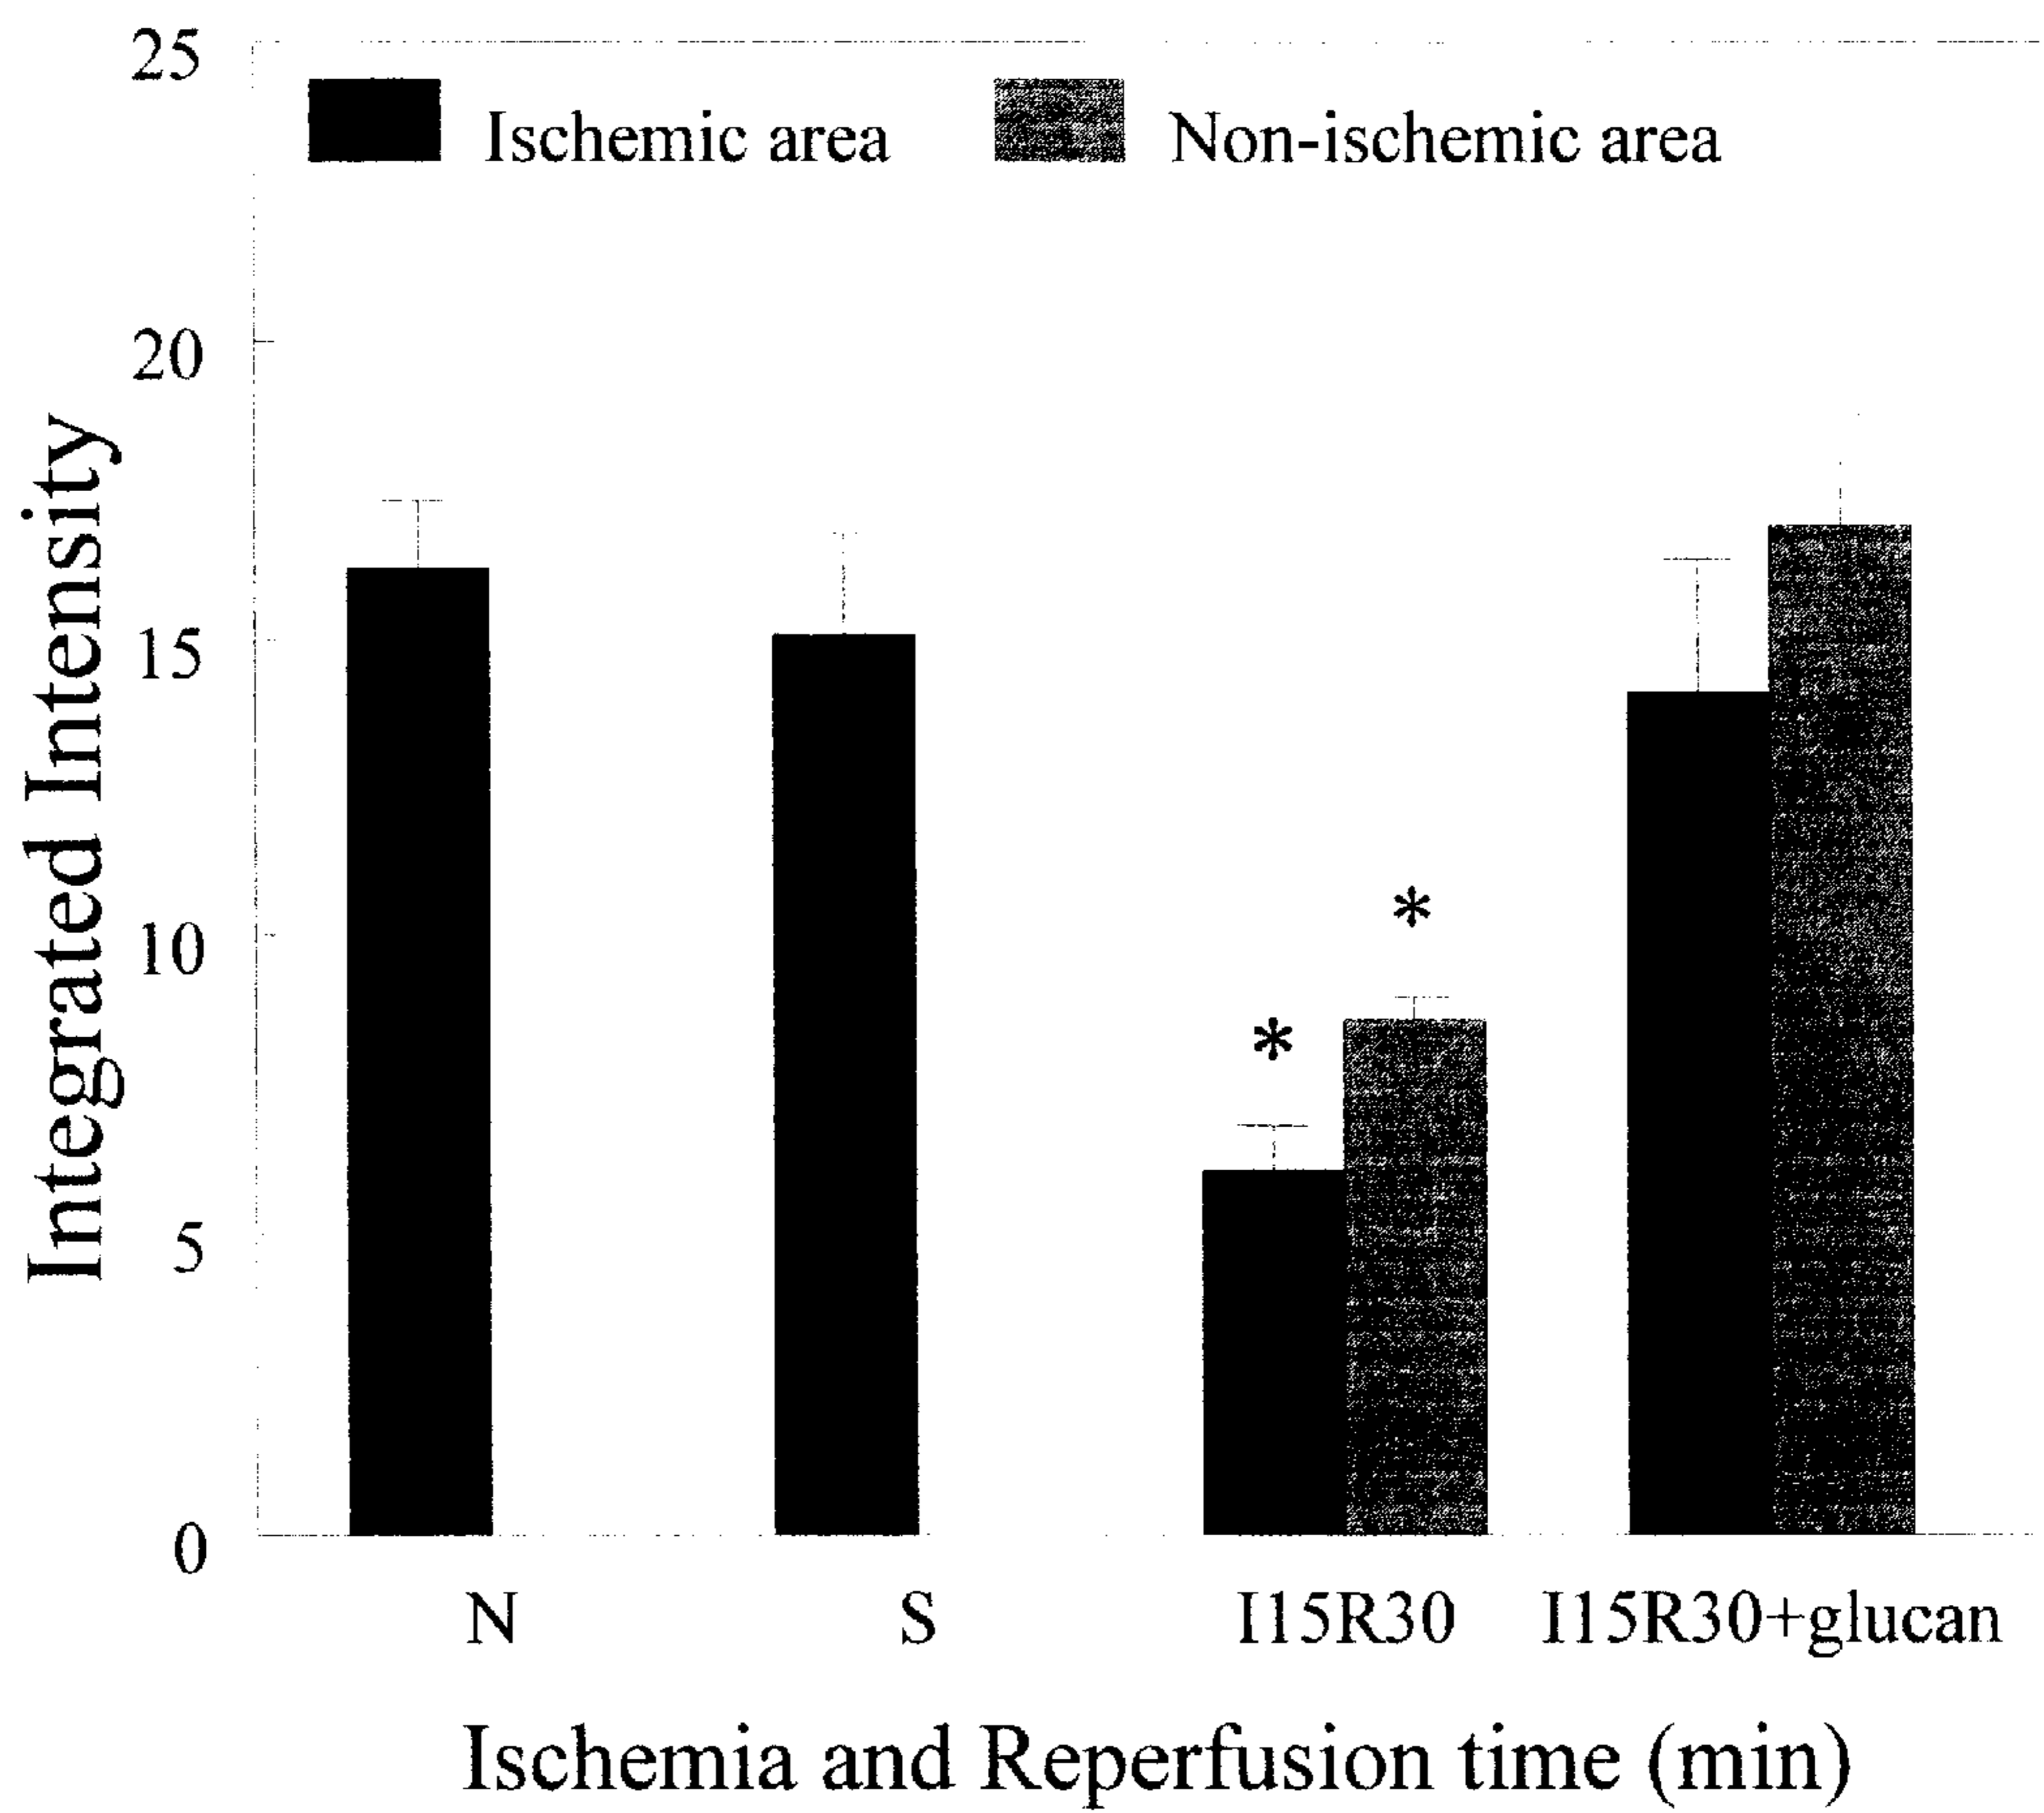 25
Ischemic area
Non-ischemic area
20
15
10
5
0
Integrated Intensity
*
*
N
S
I15R30
I15R30+glucan
Ischemia and Reperfusion time (min)